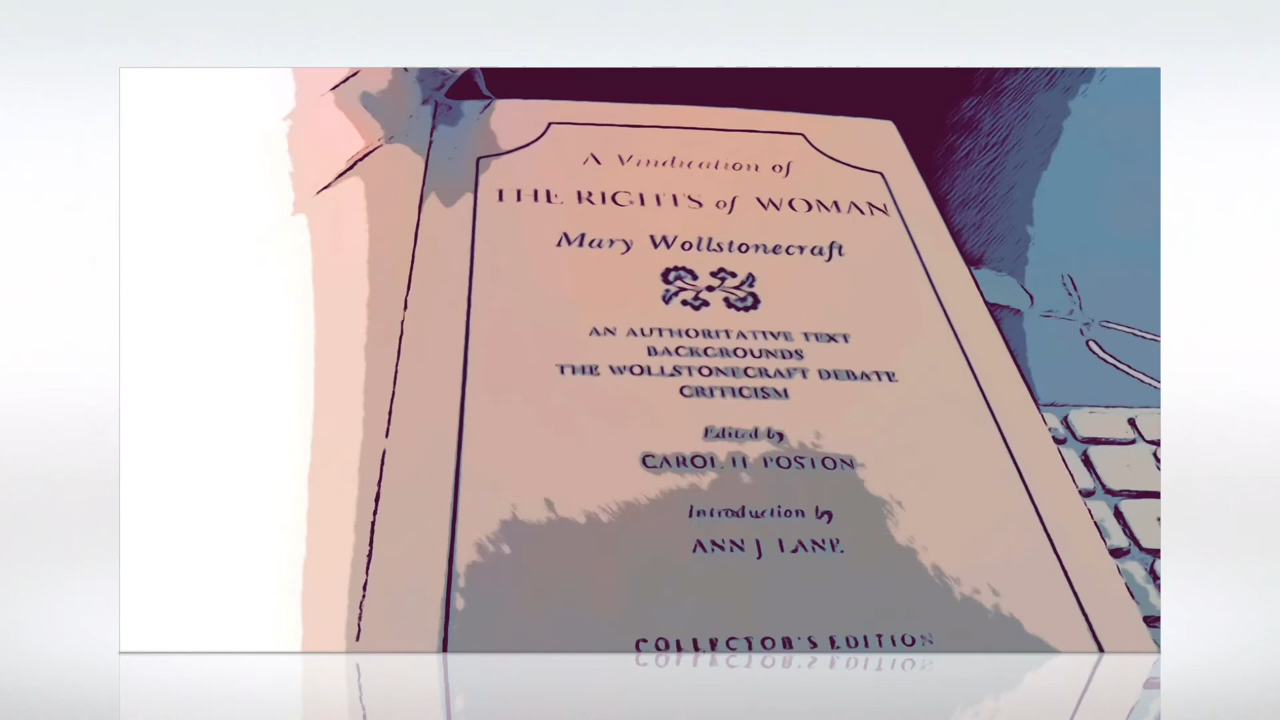 A Vindication of
THE RIGHTS of WOMAN
Mary Wollstonecraft
AN AUTHORITATIVE TEXT
BACKGROUNDS
THE WOLLSTONECRAFT DEBATE
CRITICISM
Edited by
CAROL H POSTON
Introduction by
ANN J LANE
COLLECTOR'S EDITION